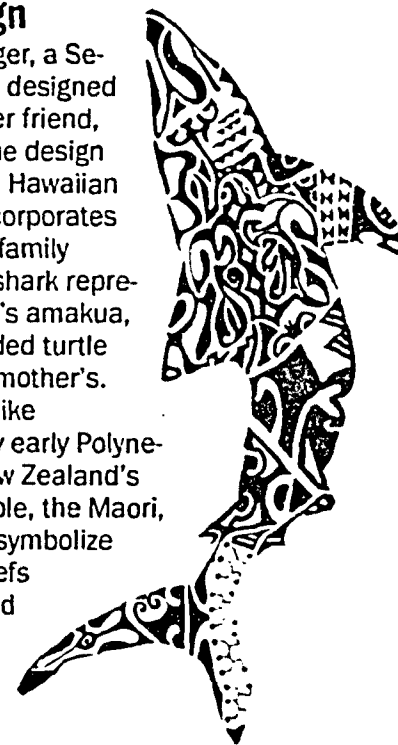 gn
ger, a Se-
designed
er friend,
ne design
Hawaiian
corporates
family
shark repre-
's amakua,
ded turtle
mother's.
ike
y early Polyne-
w Zealand's
ple, the Maori,
symbolize
efs
d